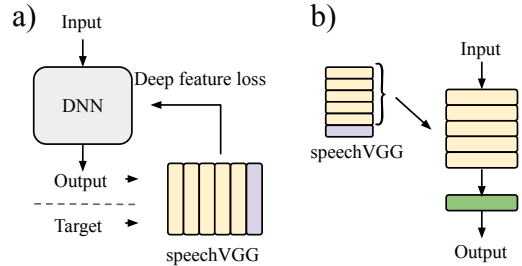 a)
Input
DNN
Deep feature loss
Output
Target
speechVGG
b)
Input
speechVGG
Output